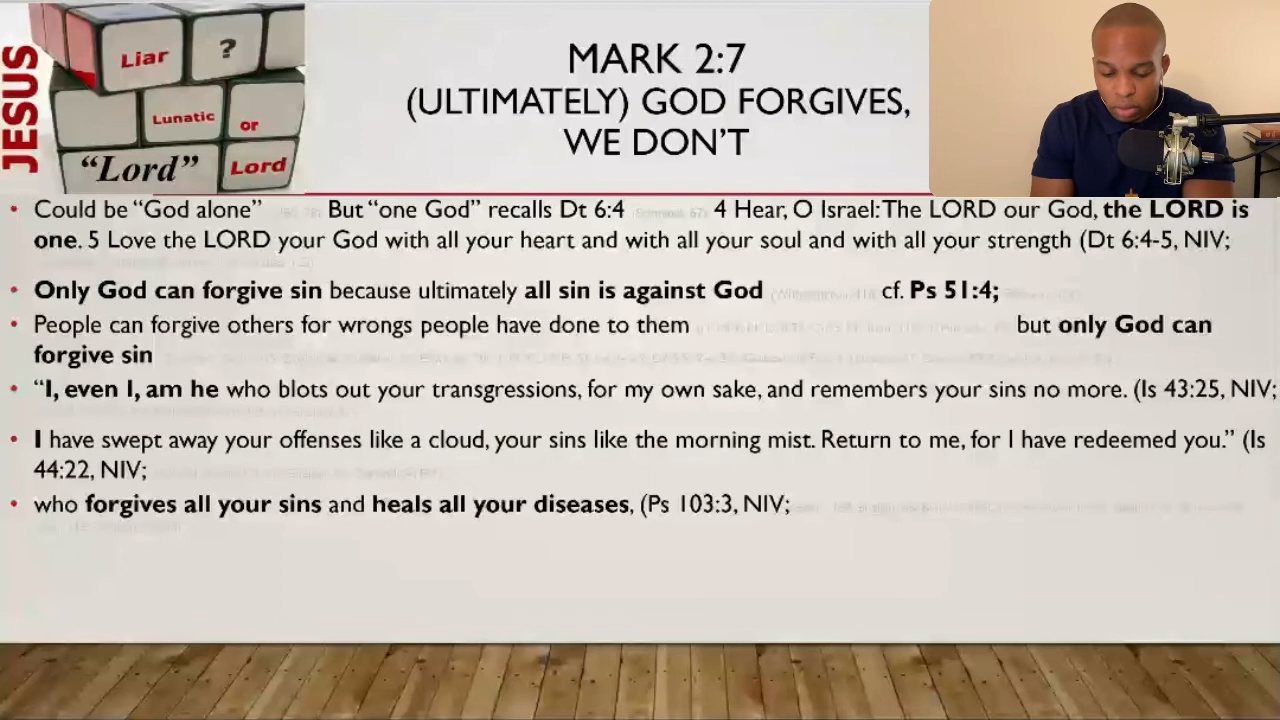 JESUS
Liar
?
Lunatic
or
“Lord”
Lord
MARK 2:7
(ULTIMATELY) GOD FORGIVES,
WE DON’T
• Could be “God alone” But “one God” recalls Dt 6:4 4 Hear, O Israel: The LORD our God, the LORD is
one. 5 Love the LORD your God with all your heart and with all your soul and with all your strength (Dt 6:4-5, NIV;
• Only God can forgive sin because ultimately all sin is against God cf. Ps 51:4;
• People can forgive others for wrongs people have done to them but only God can
forgive sin
• “I, even I, am he who blots out your transgressions, for my own sake, and remembers your sins no more. (Is 43:25, NIV;
• I have swept away your offenses like a cloud, your sins like the morning mist. Return to me, for I have redeemed you.” (Is
44:22, NIV;
• who forgives all your sins and heals all your diseases, (Ps 103:3, NIV;